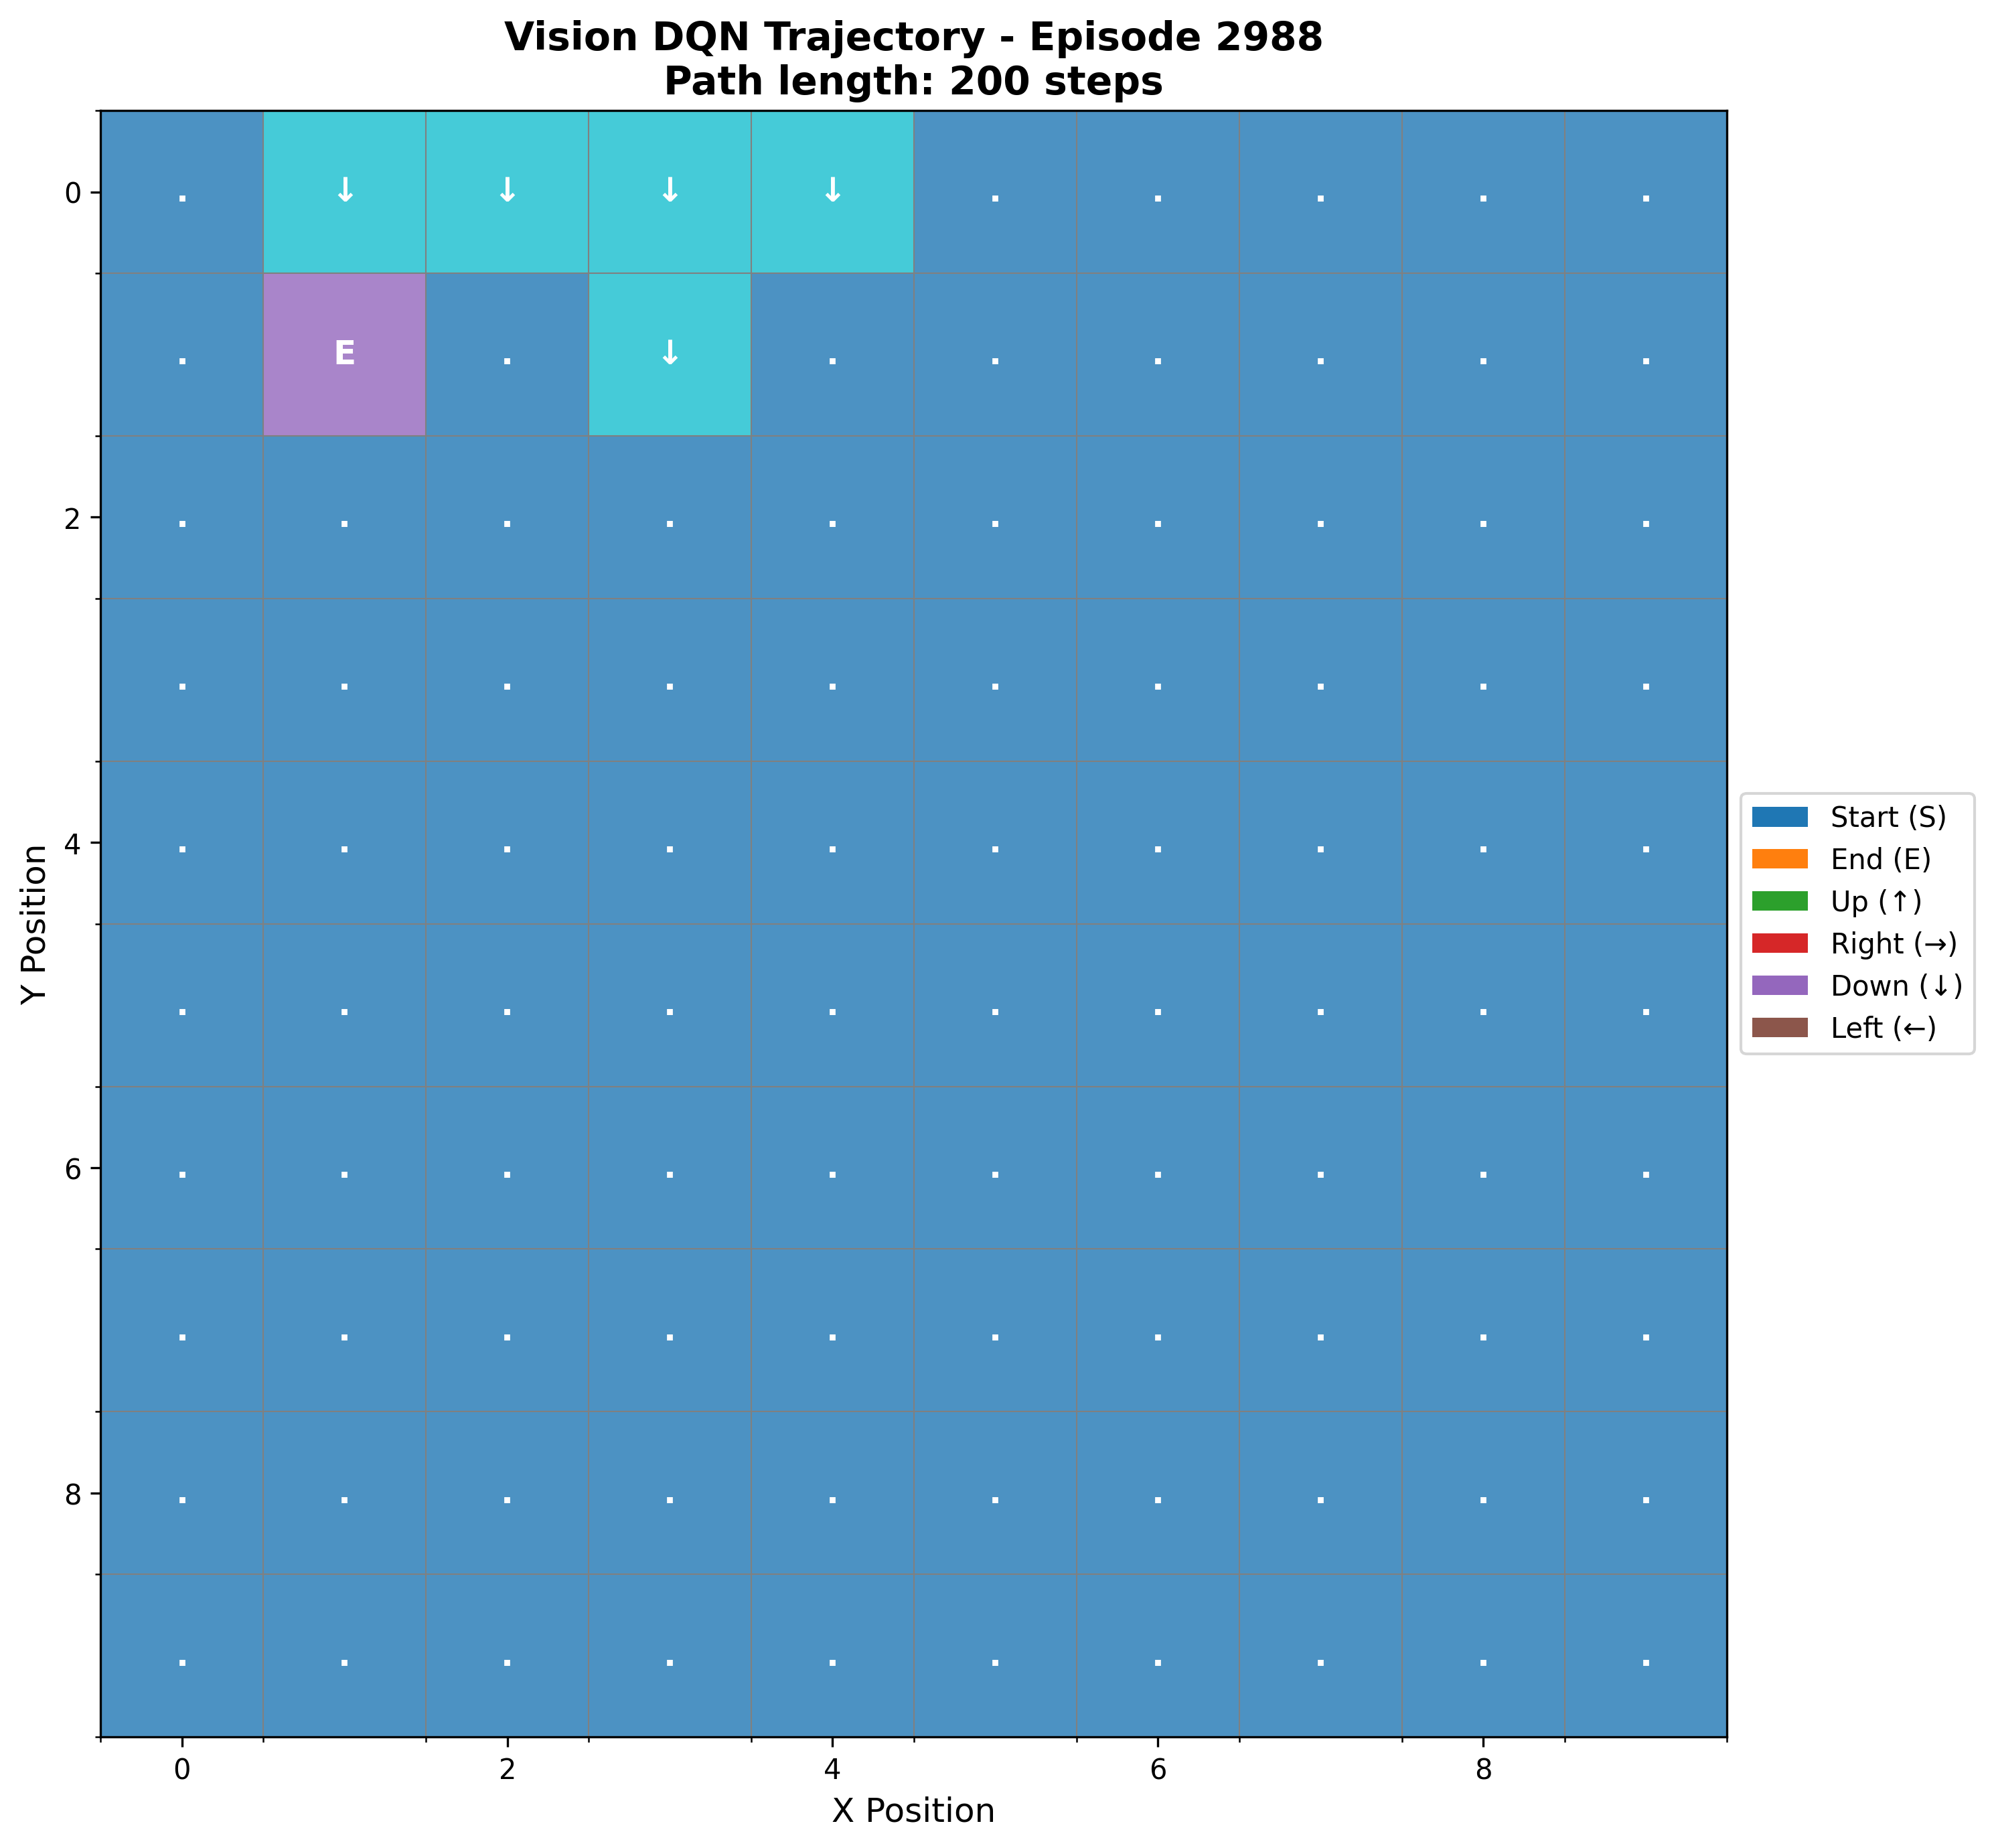 Vision DQN Trajectory - Episode 2988
Path length: 200 steps
0 . ↓ ↓ ↓ ↓ . . . . .
. E . ↓ . . . . . .
2 . . . . . . . . . .
. . . . . . . . . .
4 . . . . . . . . . .
. . . . . . . . . .
6 . . . . . . . . . .
. . . . . . . . . .
8 . . . . . . . . . .
. . . . . . . . . .
0 2 4 6 8
X Position
Y Position
Start (S)
End (E)
Up (↑)
Right (→)
Down (↓)
Left (←)